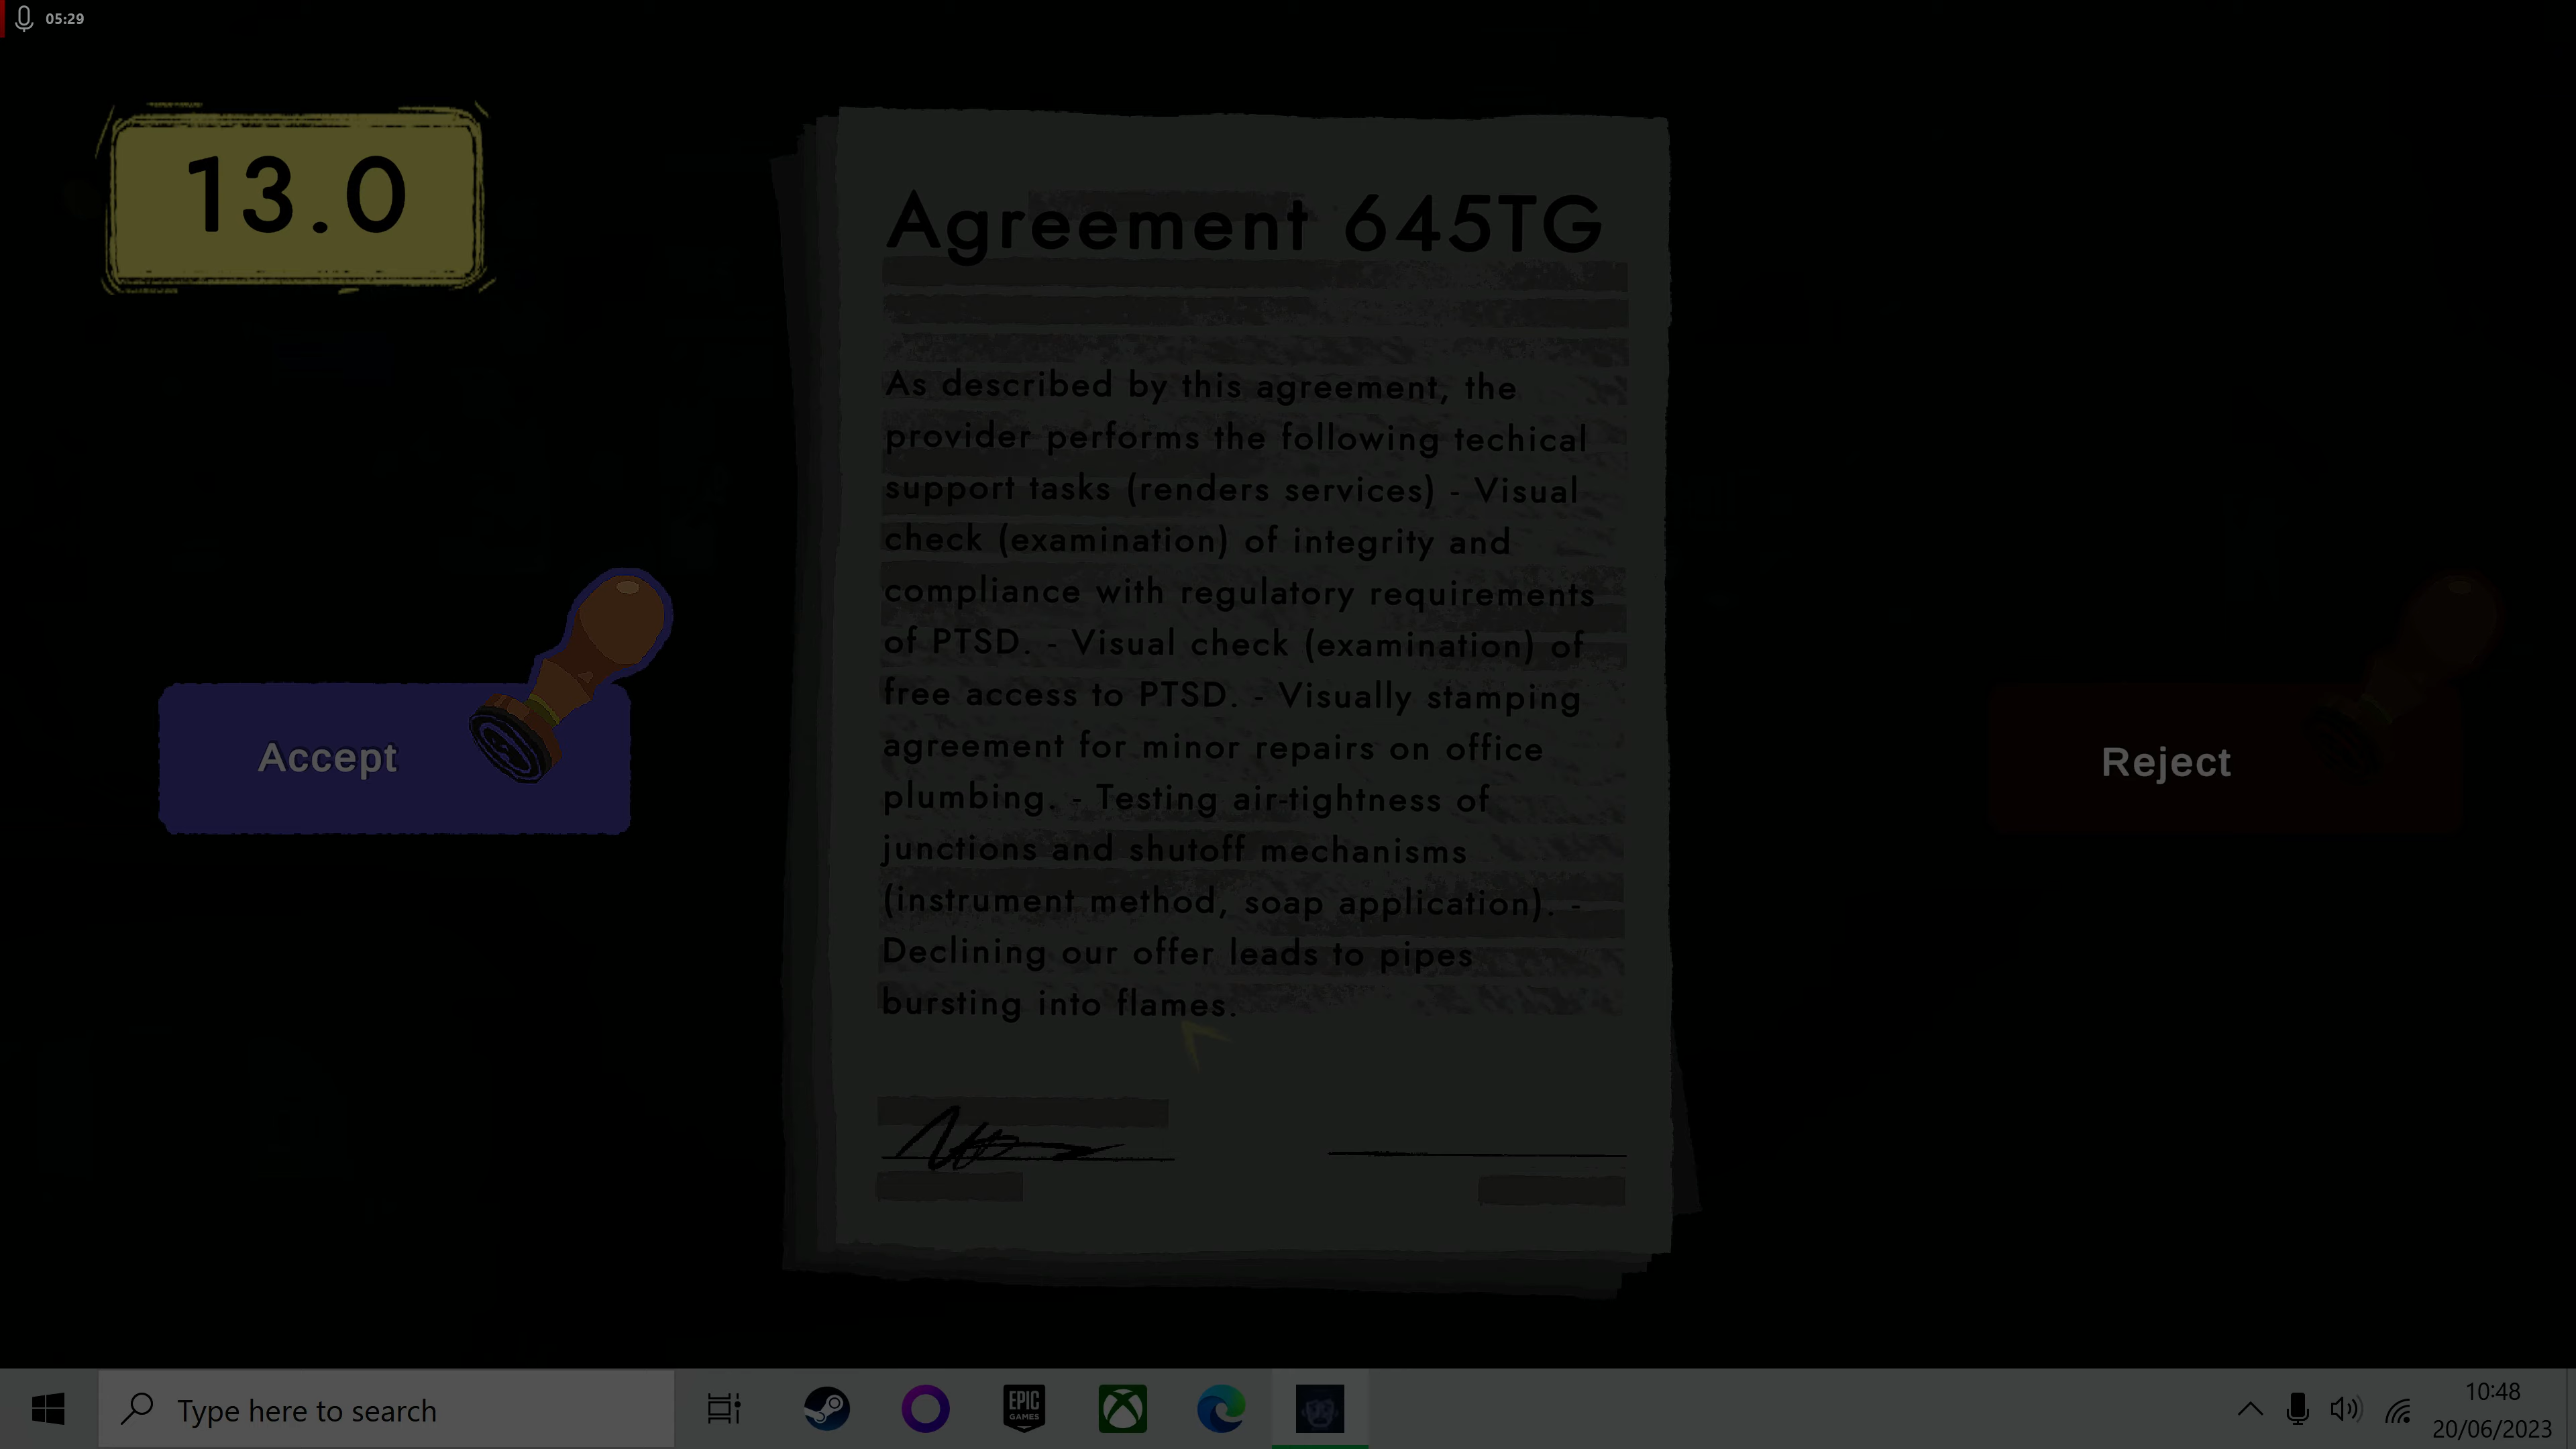 05:29
13.0
Agreement 645TG
As described by this agreement, the
provider performs the following techical
support tasks (renders services) - Visual
check (examination) of integrity and
compliance with regulatory requirements
of PTSD. - Visual check (examination) of
free access to PTSD. - Visually stamping
agreement for minor repairs on office
plumbing. - Testing air-tightness of
junctions and shutoff mechanisms
(instrument method, soap application). -
Declining our offer leads to pipes
bursting into flames.
Accept
Reject
Type here to search
EPIC
GAMES
10:48
20/06/2023